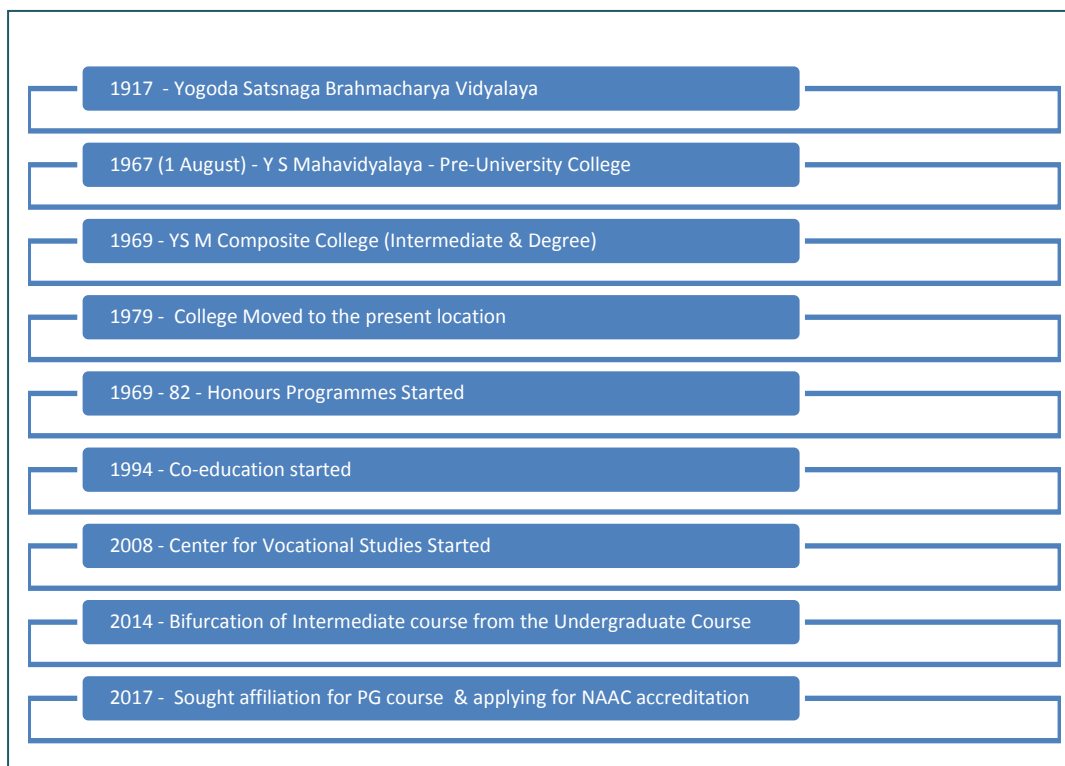 1917 - Yogoda Satsnaga Brahmacharya Vidyalaya
1967 (1 August) - Y S Mahavidyalaya - Pre-University College
1969 - YS M Composite College (Intermediate & Degree)
1979 - College Moved to the present location
1969 - 82 - Honours Programmes Started
1994 - Co-education started
2008 - Center for Vocational Studies Started
2014 - Bifurcation of Intermediate course from the Undergraduate Course
2017 - Sought affiliation for PG course & applying for NAAC accreditation